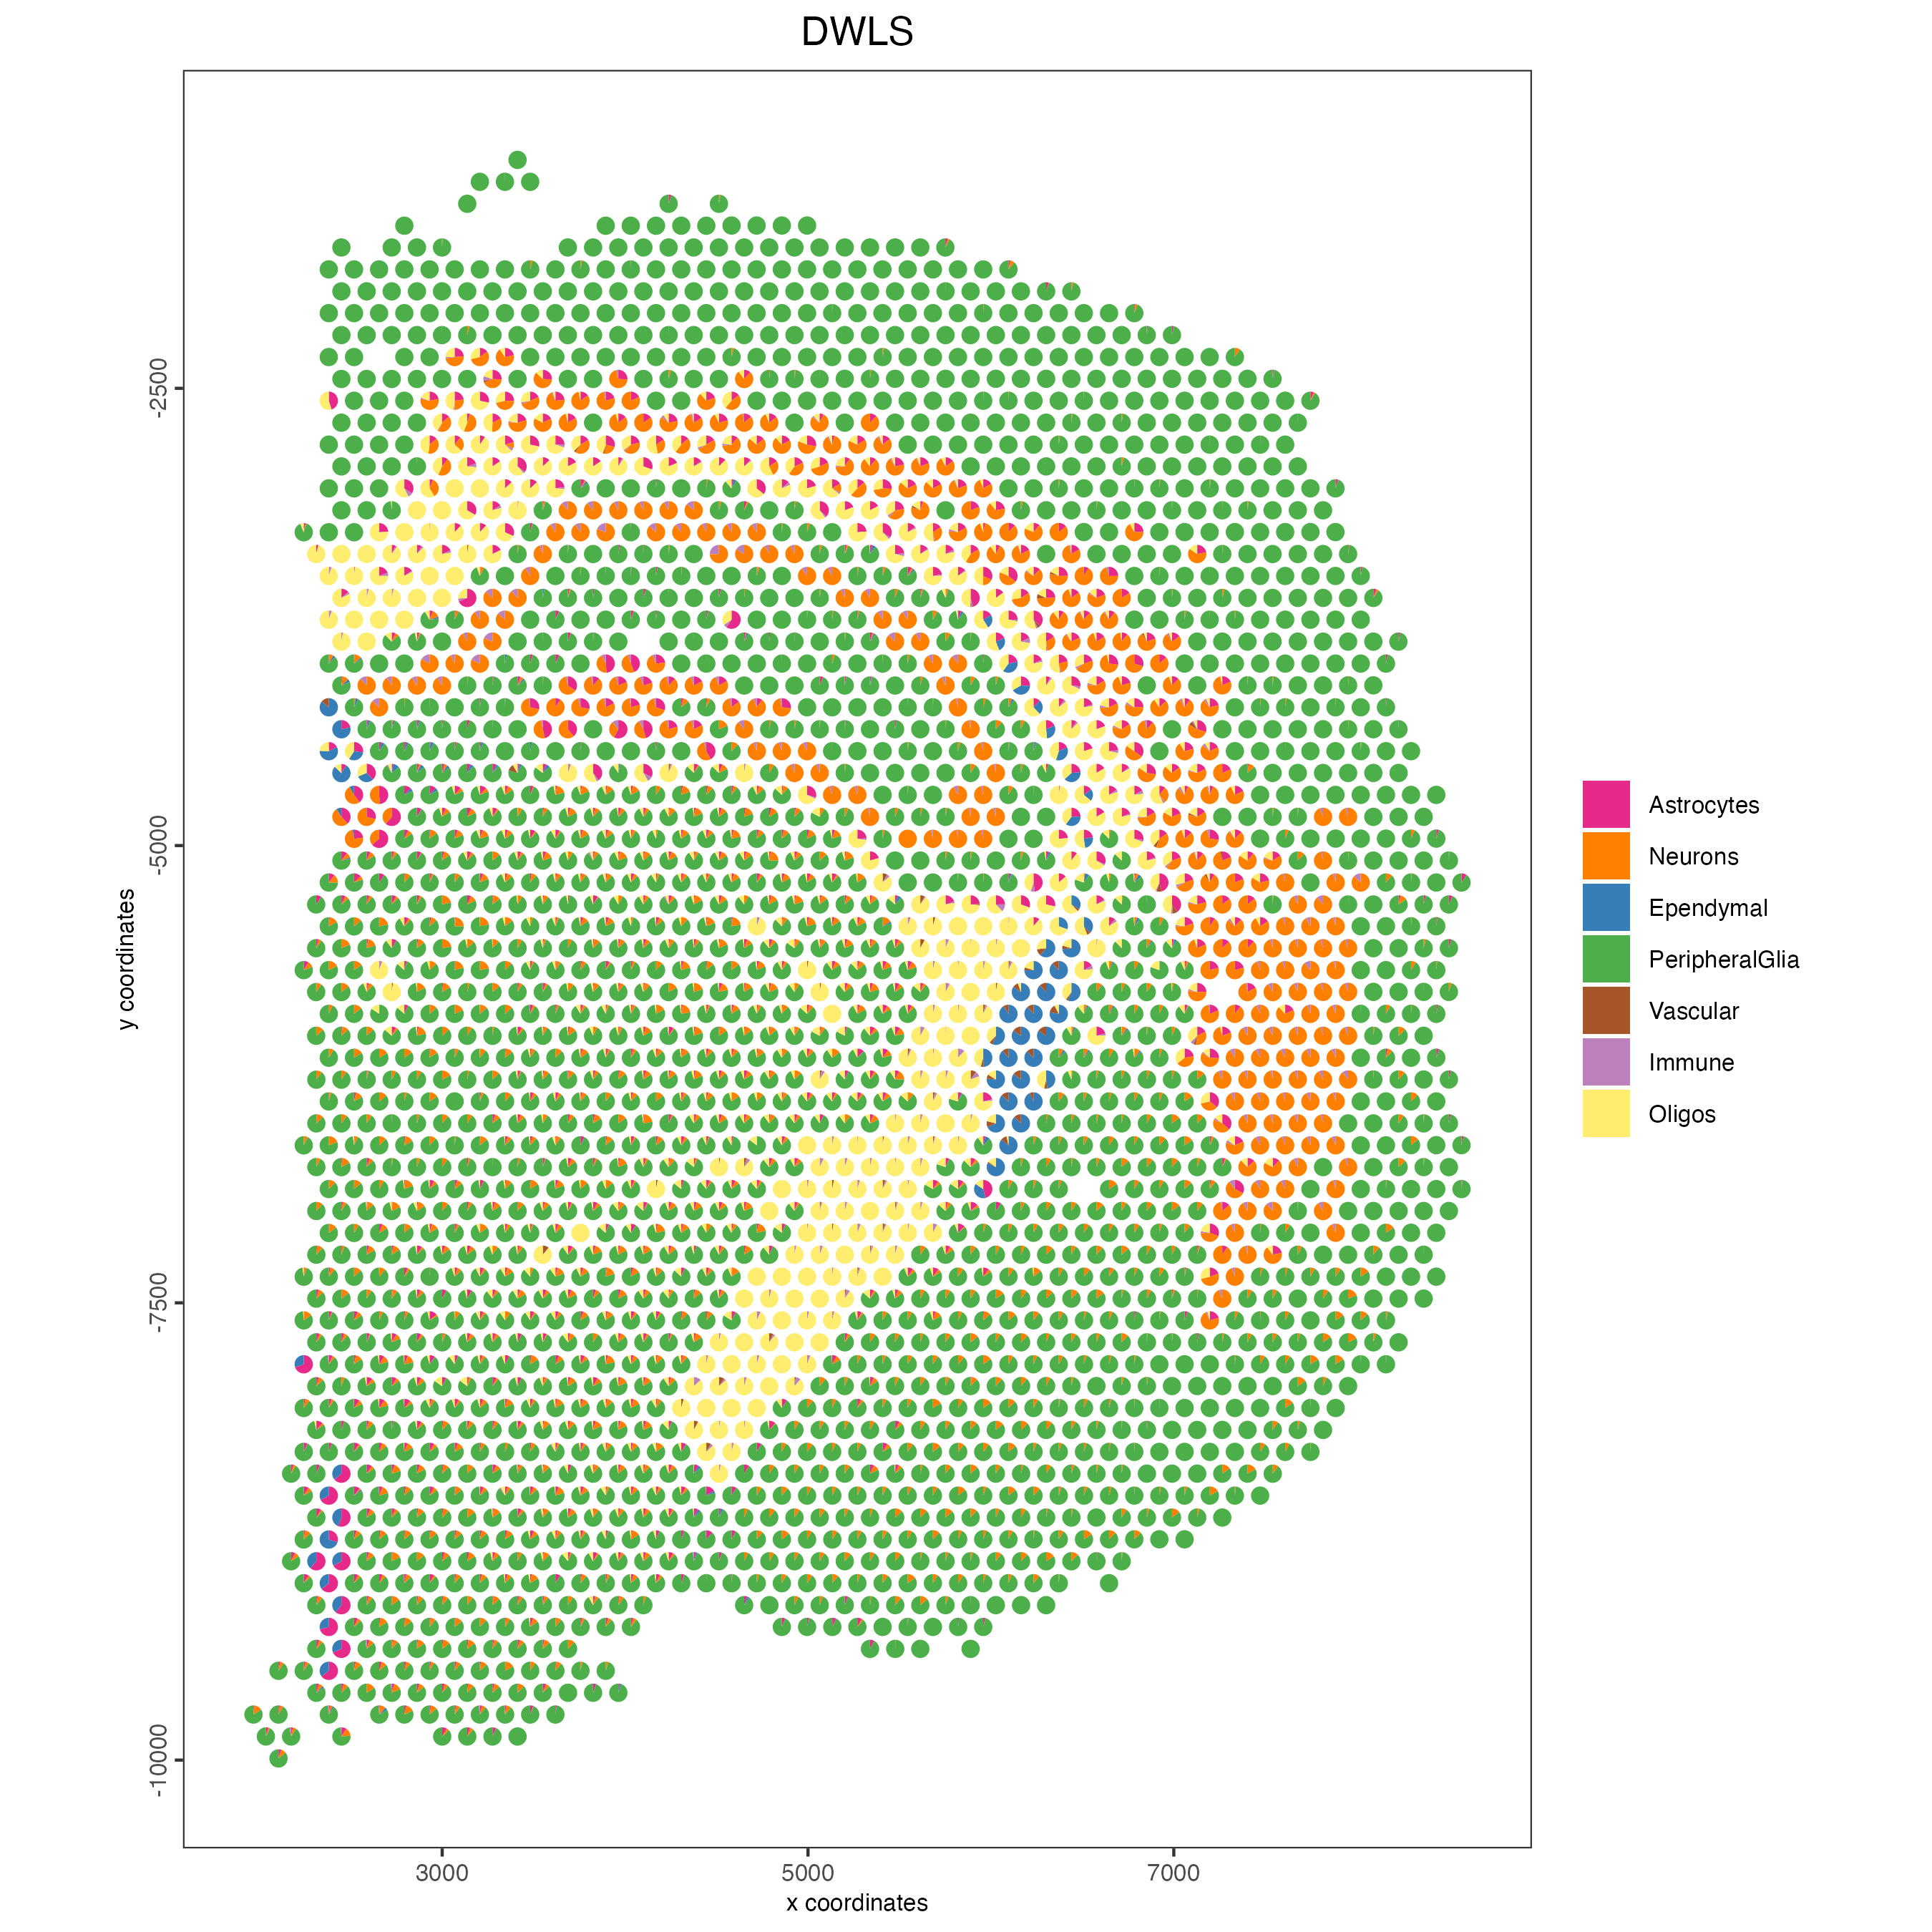 DWLS
-2500
-5000
-7500
-10000
y coordinates
3000
5000
7000
x coordinates
Astrocytes
Neurons
Ependymal
PeripheralGlia
Vascular
Immune
Oligos